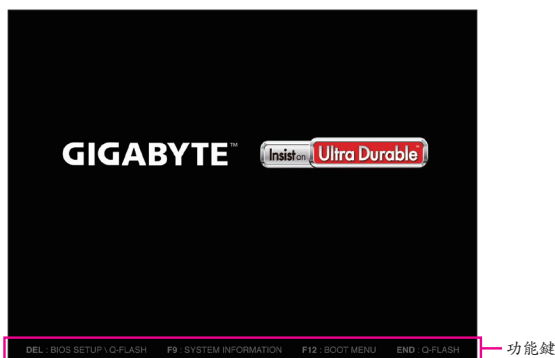 GIGABYTE™ Insist on Ultra Durable™
DEL : BIOS SETUP \ Q-FLASH F9 : SYSTEM INFORMATION F12 : BOOT MENU END : Q-FLASH
功能鍵